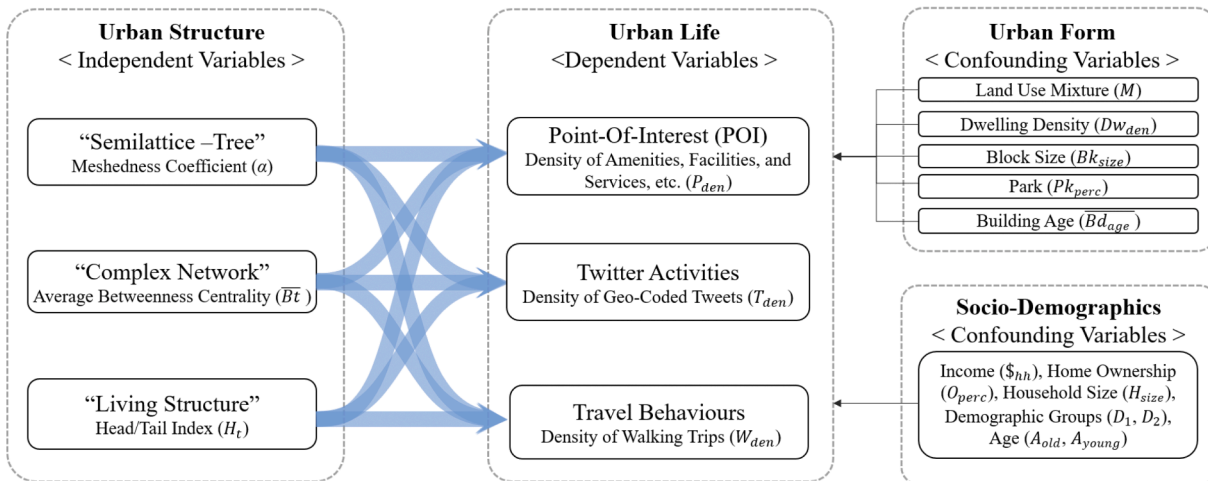 Urban Structure
< Independent Variables >
“Semilattice –Tree”
Meshedness Coefficient (α)
“Complex Network”
Average Betweenness Centrality (B̅t̅ )
“Living Structure”
Head/Tail Index (H_t)
Urban Life
<Dependent Variables >
Point-Of-Interest (POI)
Density of Amenities, Facilities, and
Services, etc. (P_den)
Twitter Activities
Density of Geo-Coded Tweets (T_den)
Travel Behaviours
Density of Walking Trips (W_den)
Urban Form
< Confounding Variables >
Land Use Mixture (M)
Dwelling Density (Dw_den)
Block Size (Bk_size)
Park (Pk_perc)
Building Age (B̅d̅_a̅g̅e̅)
Socio-Demographics
< Confounding Variables >
Income ($_hh), Home Ownership
(O_perc), Household Size (H_size),
Demographic Groups (D_1, D_2),
Age (A_old, A_young)